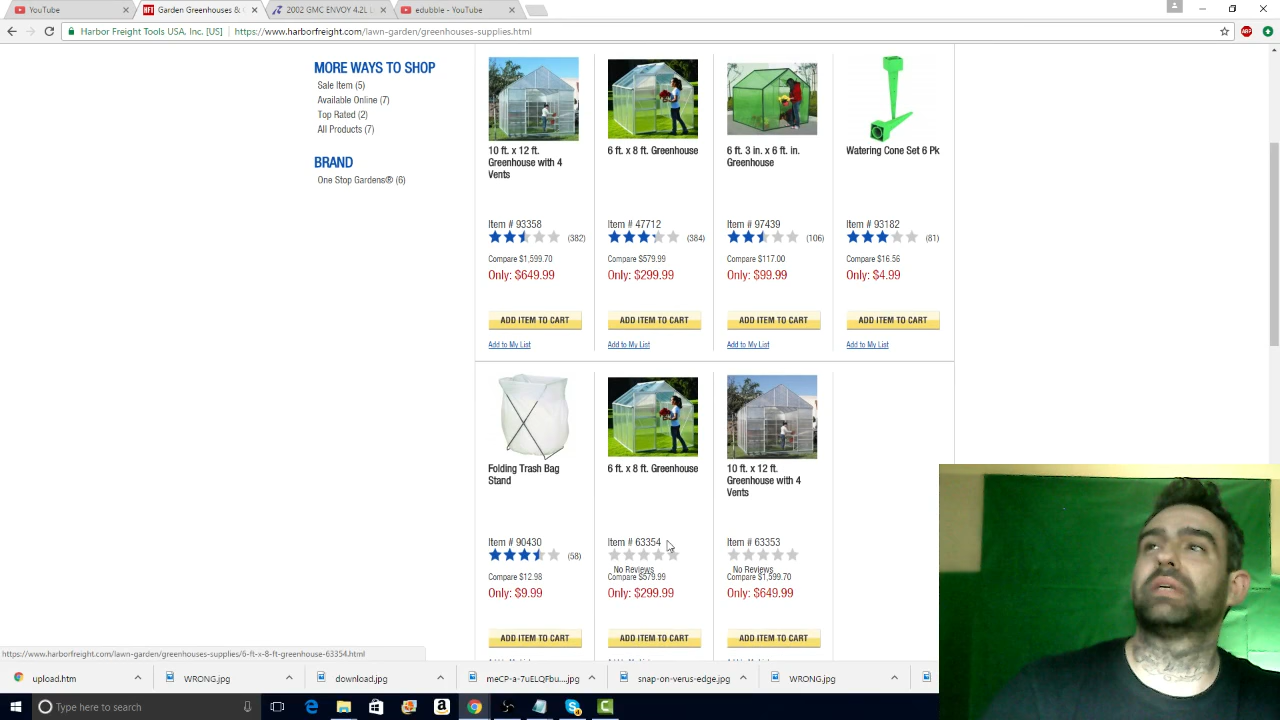 YouTube
Garden Greenhouses & G
2002 GMC ENVOY 4.2L L
edubble - YouTube
Harbor Freight Tools USA, Inc. [US]
https://www.harborfreight.com/lawn-garden/greenhouses-supplies.html
ABP
MORE WAYS TO SHOP
Sale Item (5)
Available Online (7)
Top Rated (2)
All Products (7)
BRAND
One Stop Gardens® (6)
10 ft. x 12 ft.
Greenhouse with 4
Vents
Item # 93358
(382)
Compare $1,599.70
Only: $649.99
ADD ITEM TO CART
Add to My List
6 ft. x 8 ft. Greenhouse
Item # 47712
(384)
Compare $579.99
Only: $299.99
ADD ITEM TO CART
Add to My List
6 ft. 3 in. x 6 ft. in.
Greenhouse
Item # 97439
(106)
Compare $117.00
Only: $99.99
ADD ITEM TO CART
Add to My List
Watering Cone Set 6 Pk
Item # 93182
(81)
Compare $16.56
Only: $4.99
ADD ITEM TO CART
Add to My List
Folding Trash Bag
Stand
Item # 90430
(58)
Compare $12.98
Only: $9.99
ADD ITEM TO CART
6 ft. x 8 ft. Greenhouse
Item # 63354
No Reviews
Compare $579.99
Only: $299.99
ADD ITEM TO CART
10 ft. x 12 ft.
Greenhouse with 4
Vents
Item # 63353
No Reviews
Compare $1,599.70
Only: $649.99
ADD ITEM TO CART
https://www.harborfreight.com/lawn-garden/greenhouses-supplies/6-ft-x-8-ft-greenhouse-63354.html
upload.htm
WRONG.jpg
download.jpg
meCP-a-7uELQFbu....jpg
snap-on-verus-edge.jpg
WRONG.jpg
Type here to search